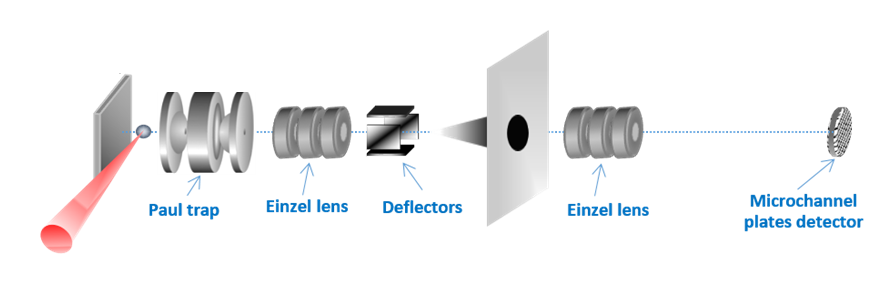 Paul trap
Einzel lens
Deflectors
Einzel lens
Microchannel
plates detector